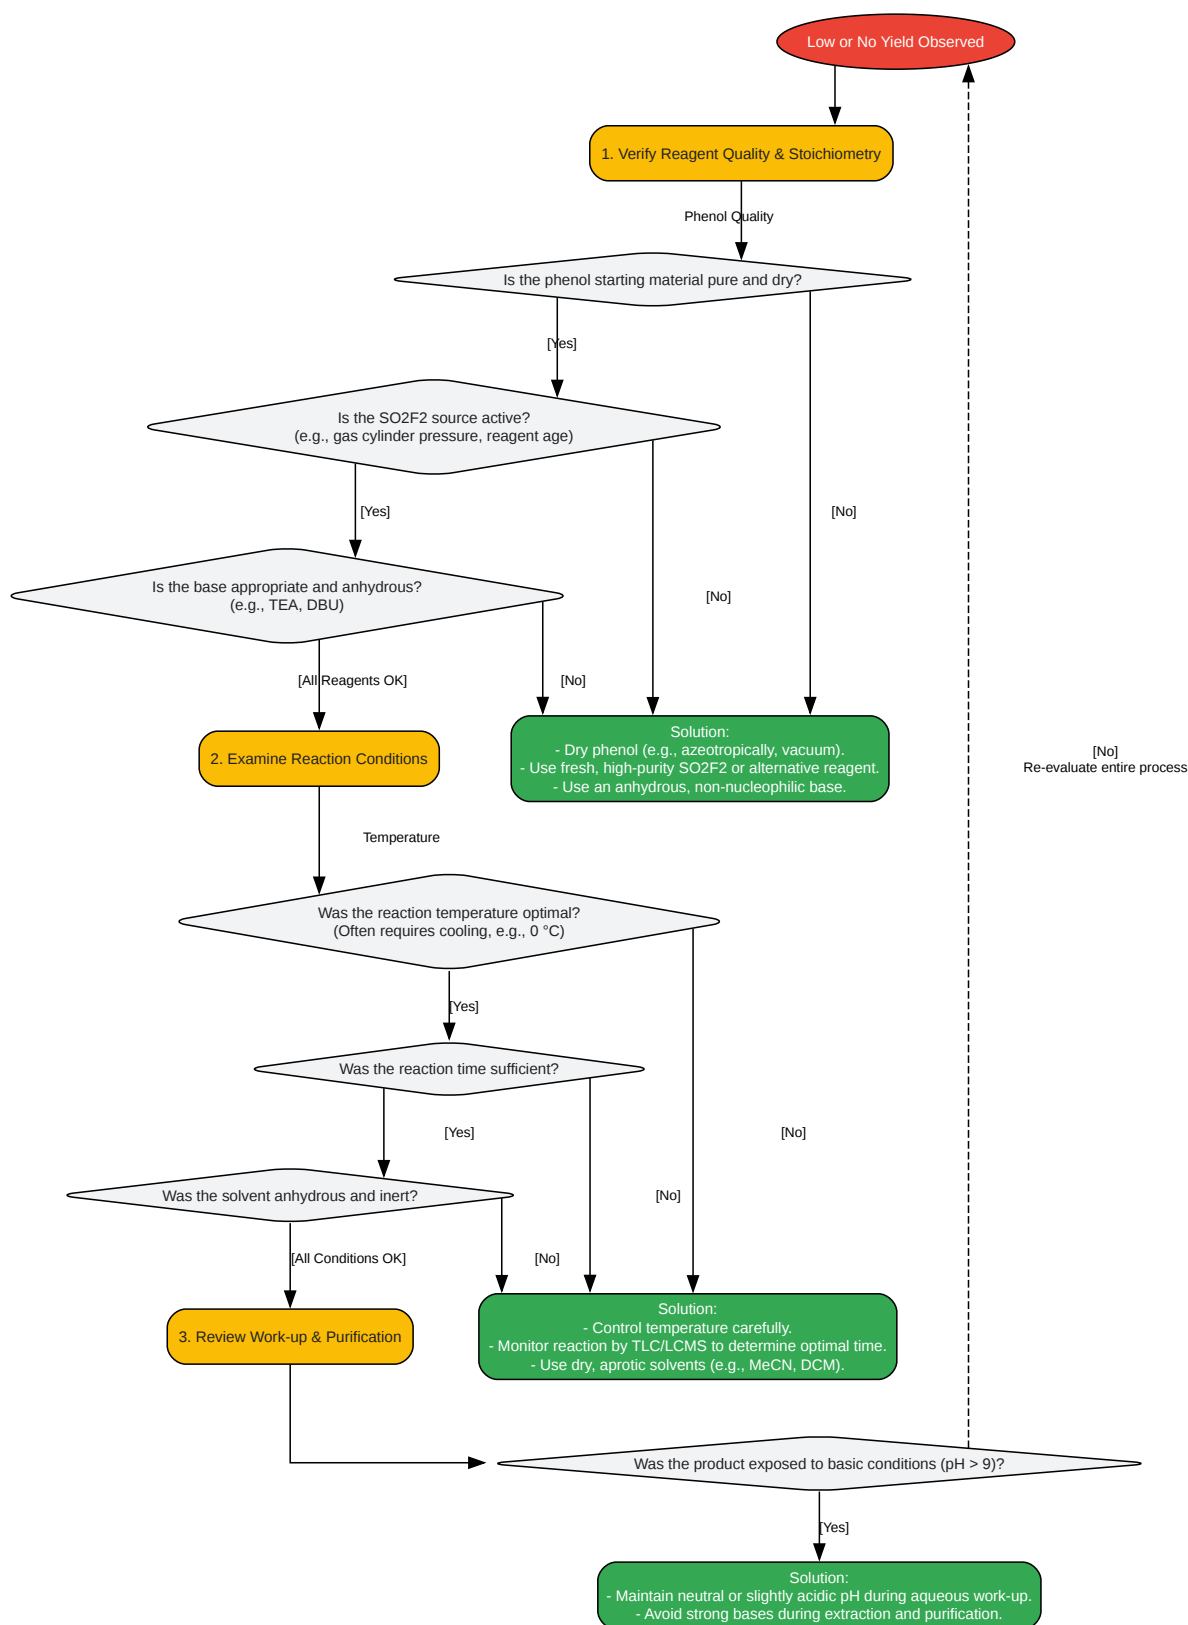 Low or No Yield Observed
1. Verify Reagent Quality & Stoichiometry
Phenol Quality
Is the phenol starting material pure and dry?
[Yes]
Is the SO2F2 source active?
(e.g., gas cylinder pressure, reagent age)
[Yes]
[No]
Is the base appropriate and anhydrous?
(e.g., TEA, DBU)
[No]
[All Reagents OK]
[No]
Solution:
- Dry phenol (e.g., azeotropically, vacuum).
- Use fresh, high-purity SO2F2 or alternative reagent.
- Use an anhydrous, non-nucleophilic base.
2. Examine Reaction Conditions
[No]
Re-evaluate entire process
Temperature
Was the reaction temperature optimal?
(Often requires cooling, e.g., 0 °C)
[Yes]
Was the reaction time sufficient?
[Yes]
[No]
Was the solvent anhydrous and inert?
[No]
[All Conditions OK]
[No]
Solution:
- Control temperature carefully.
- Monitor reaction by TLC/LCMS to determine optimal time.
- Use dry, aprotic solvents (e.g., MeCN, DCM).
3. Review Work-up & Purification
Was the product exposed to basic conditions (pH > 9)?
[Yes]
Solution:
- Maintain neutral or slightly acidic pH during aqueous work-up.
- Avoid strong bases during extraction and purification.